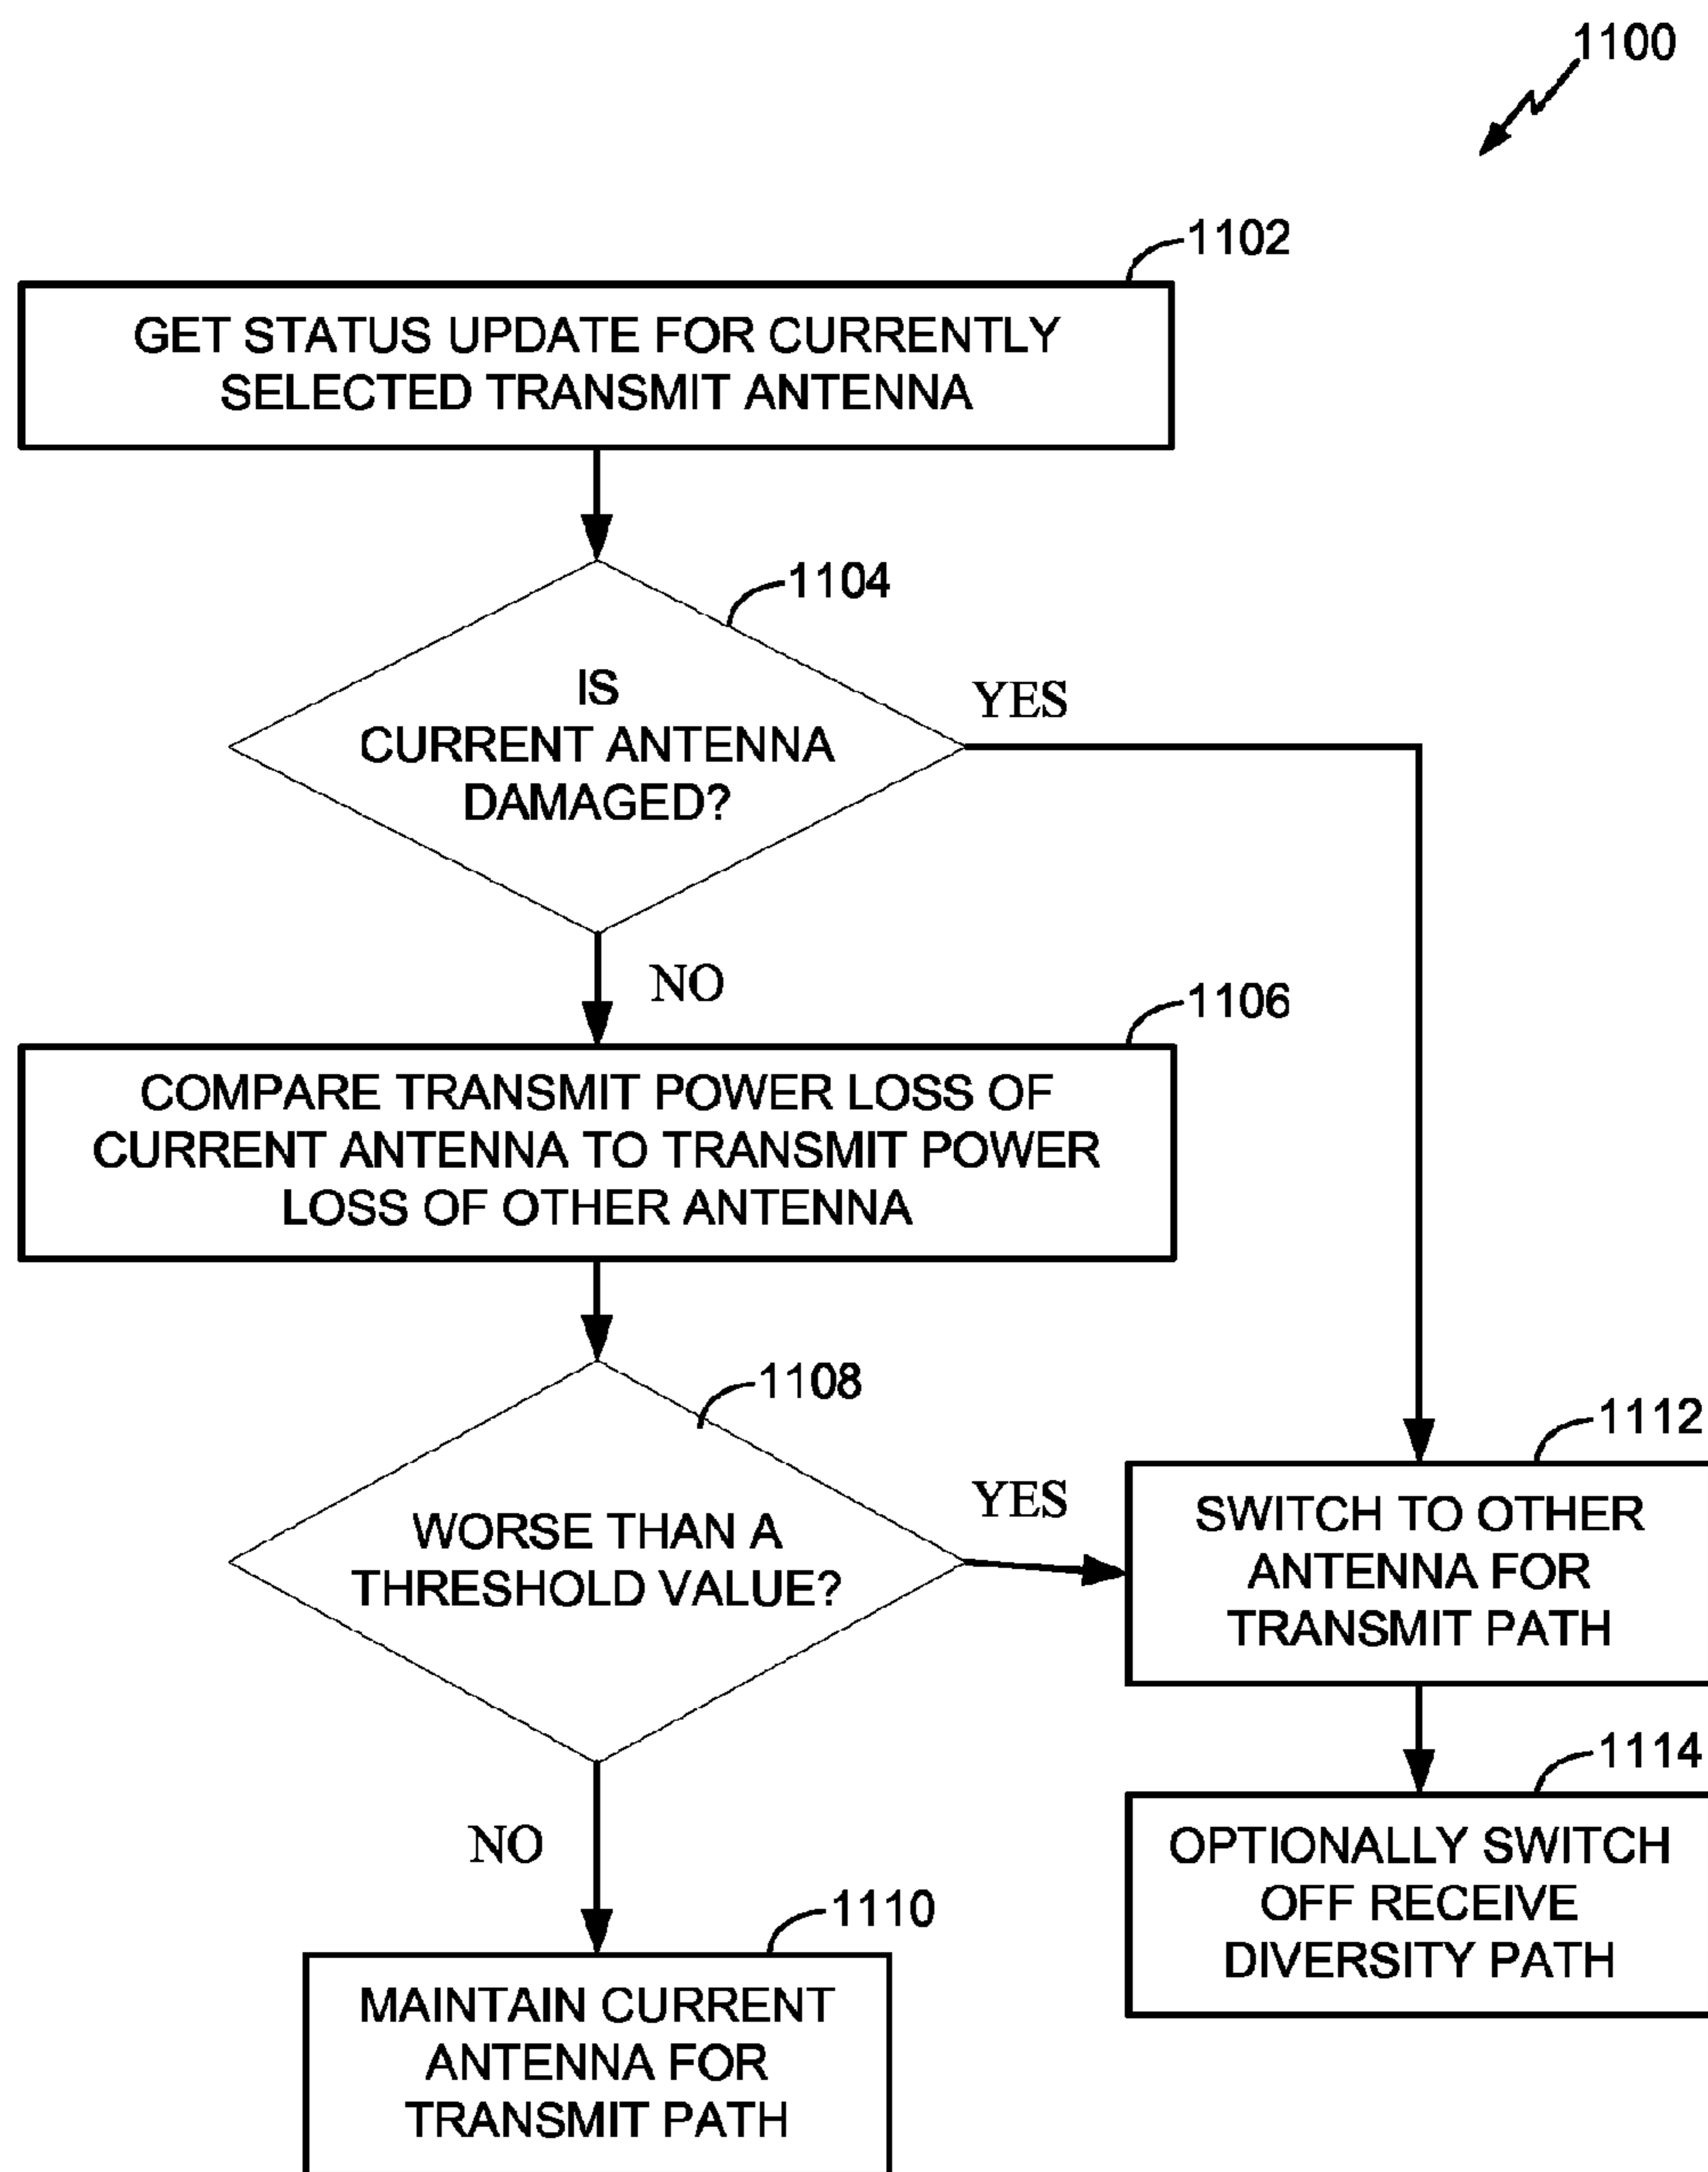 1100
1102
GET STATUS UPDATE FOR CURRENTLY
SELECTED TRANSMIT ANTENNA
1104
IS
CURRENT ANTENNA
DAMAGED?
YES
NO
1106
COMPARE TRANSMIT POWER LOSS OF
CURRENT ANTENNA TO TRANSMIT POWER
LOSS OF OTHER ANTENNA
1108
WORSE THAN A
THRESHOLD VALUE?
YES
NO
1112
SWITCH TO OTHER
ANTENNA FOR
TRANSMIT PATH
1114
OPTIONALLY SWITCH
OFF RECEIVE
DIVERSITY PATH
1110
MAINTAIN CURRENT
ANTENNA FOR
TRANSMIT PATH